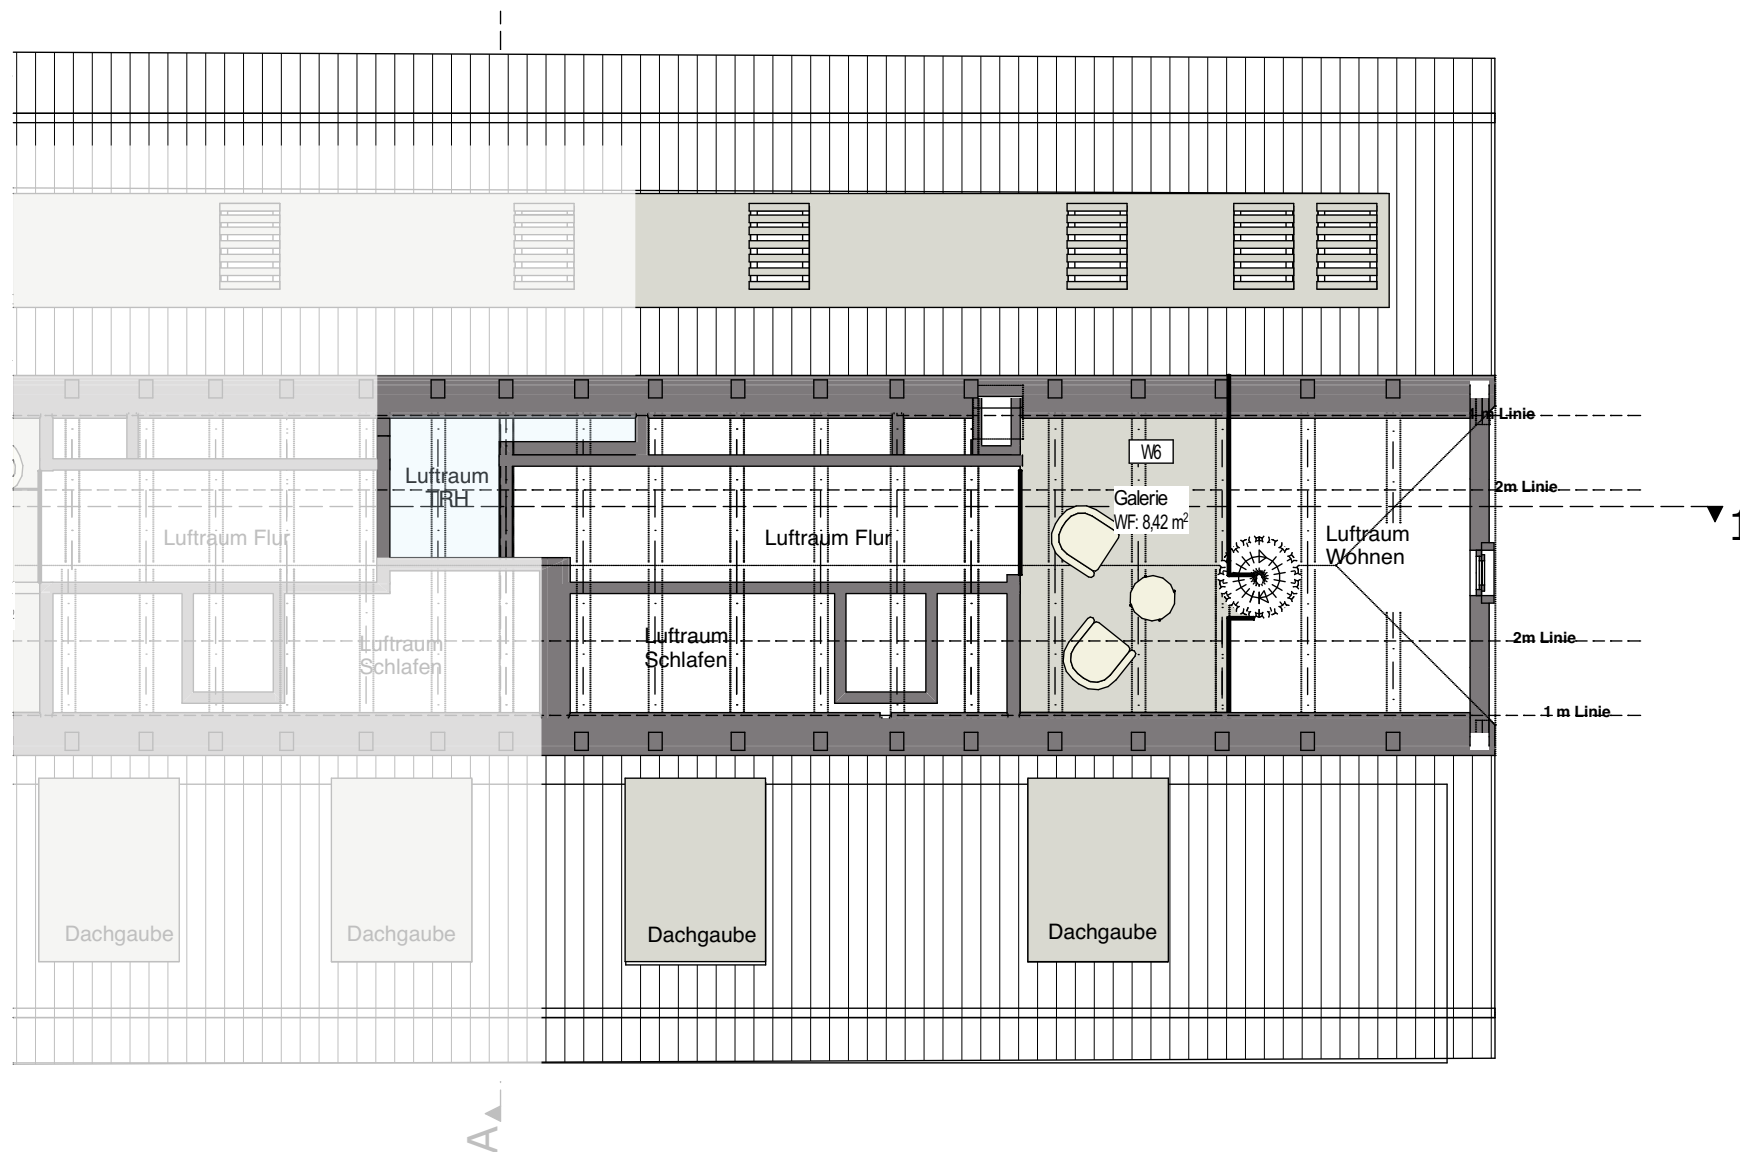 1 m Linie
W6
Luftraum
TRH
2m Linie
Galerie
WF: 8,42 m²
1
Luftraum Flur
Luftraum Flur
Luftraum
Wohnen
Luftraum
Schlafen
Luftraum
Schlafen
2m Linie
1 m Linie
Dachgaube
Dachgaube
Dachgaube
Dachgaube
A